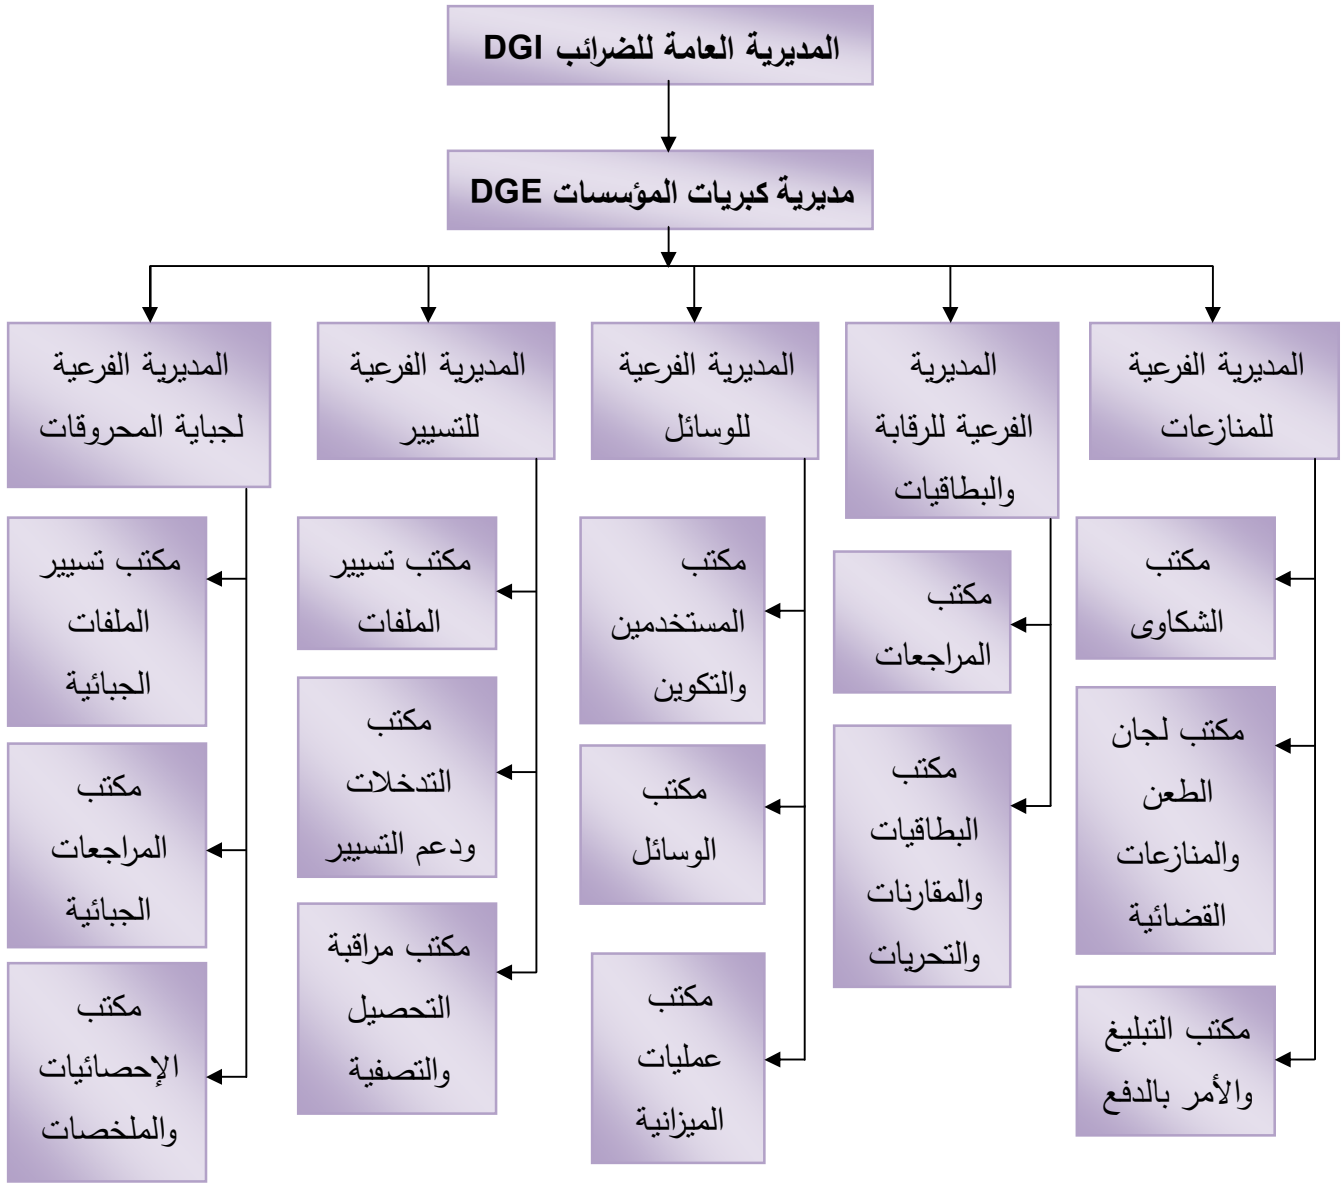 المديرية العامة للضرائب DGI
مديرية كبريات المؤسسات DGE
المديرية الفرعية
للمنازعات
المديرية
الفرعية للرقابة
والبطاقيات
المديرية الفرعية
للوسائل
المديرية الفرعية
للتسيير
المديرية الفرعية
لجباية المحروقات
مكتب
الشكاوى
مكتب لجان
الطعن
والمنازعات
القضائية
مكتب التبليغ
والأمر بالدفع
مكتب
المراجعات
مكتب
البطاقيات
والمقارنات
والتحريات
مكتب
المستخدمين
والتكوين
مكتب
الوسائل
مكتب
عمليات
الميزانية
مكتب تسيير
الملفات
مكتب
التدخلات
ودعم التسيير
مكتب مراقبة
التحصيل
والتصفية
مكتب تسيير
الملفات
الجبائية
مكتب
المراجعات
الجبائية
مكتب
الإحصائيات
والملخصات